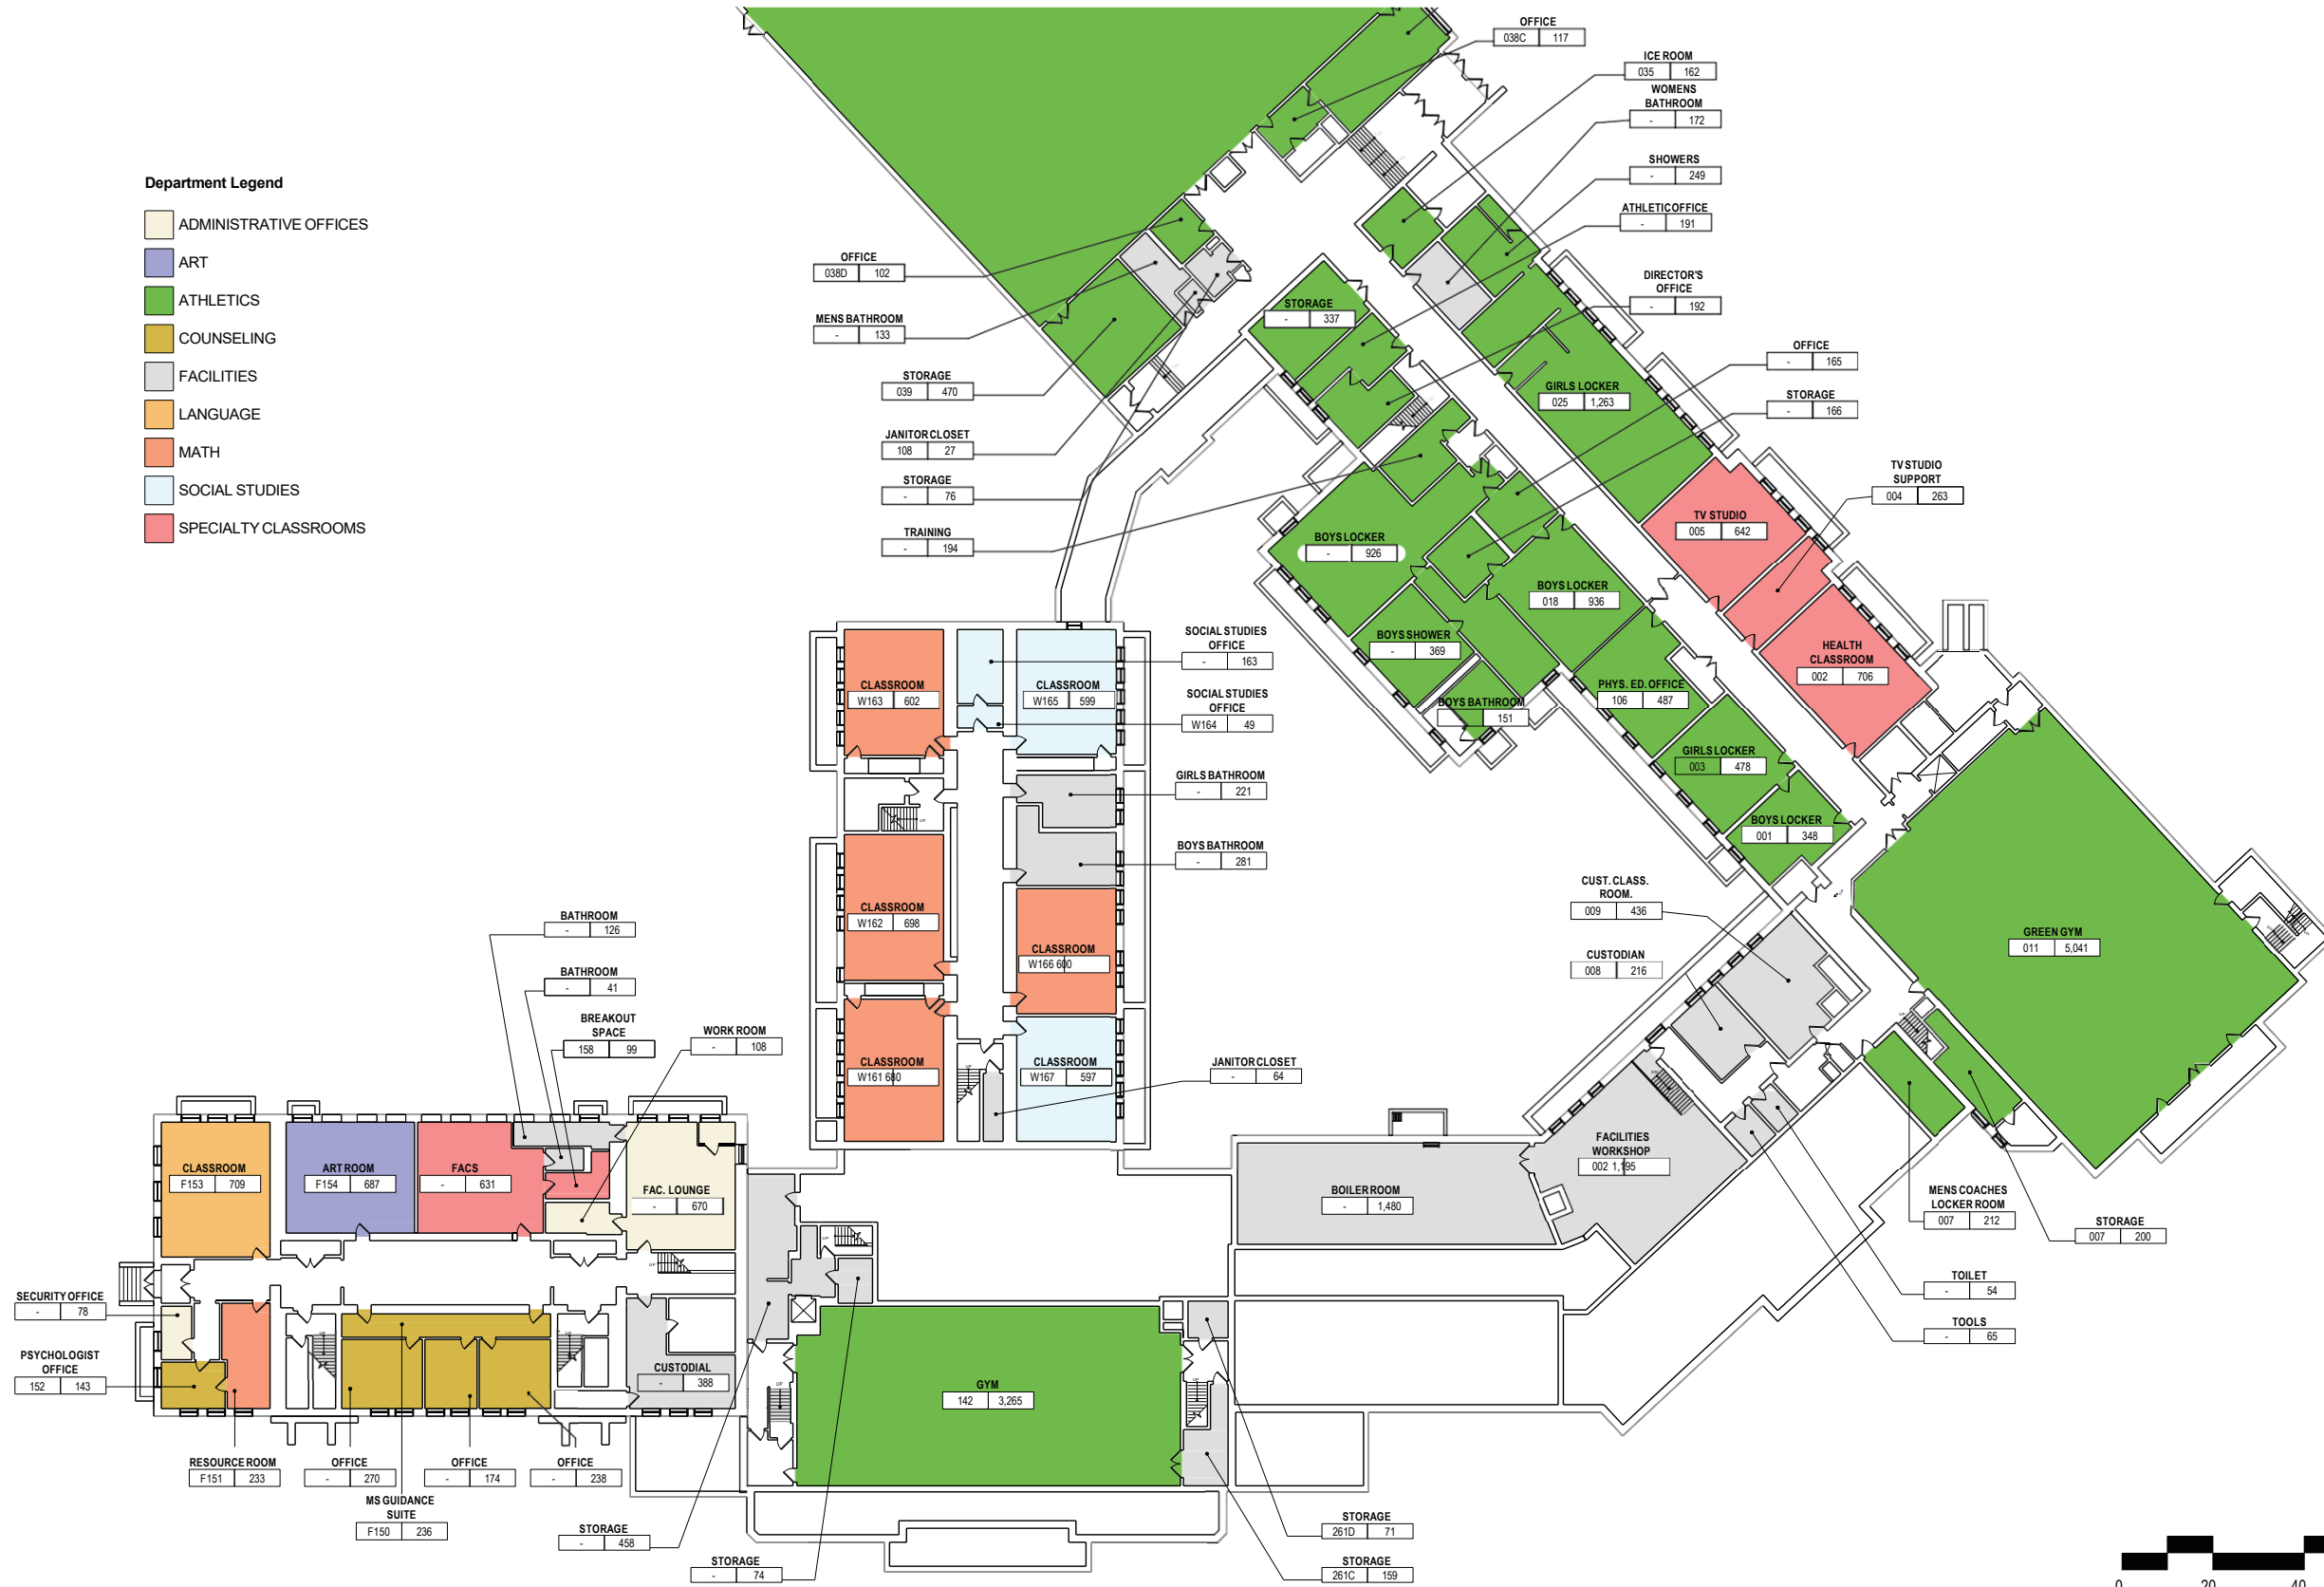 Department Legend
ADMINISTRATIVE OFFICES
ART
ATHLETICS
COUNSELING
FACILITIES
LANGUAGE
MATH
SOCIAL STUDIES
SPECIALTY CLASSROOMS
OFFICE
038C 117
ICE ROOM
035 162
WOMENS
BATHROOM
- 172
SHOWERS
- 249
ATHLETIC OFFICE
- 191
DIRECTOR'S
OFFICE
- 192
OFFICE
- 165
STORAGE
- 166
TV STUDIO
SUPPORT
004 263
OFFICE
038D 102
MENS BATHROOM
- 133
STORAGE
039 470
JANITOR CLOSET
108 27
STORAGE
- 76
TRAINING
- 194
STORAGE
- 337
GIRLS LOCKER
025 1,263
TV STUDIO
005 642
BOYS LOCKER
- 926
BOYS LOCKER
018 936
BOYS SHOWER
- 369
HEALTH
CLASSROOM
002 706
PHYS. ED. OFFICE
106 487
BOYS BATHROOM
151
GIRLS LOCKER
003 478
BOYS LOCKER
001 348
GREEN GYM
011 5,041
CUST. CLASS.
ROOM.
009 436
CUSTODIAN
008 216
SOCIAL STUDIES
OFFICE
- 163
SOCIAL STUDIES
OFFICE
W164 49
GIRLS BATHROOM
- 221
BOYS BATHROOM
- 281
JANITOR CLOSET
- 64
CLASSROOM
W163 602
CLASSROOM
W165 599
UP
CLASSROOM
W162 698
CLASSROOM
W166 600
CLASSROOM
W161 680
CLASSROOM
W167 597
UP
BATHROOM
- 126
BATHROOM
- 41
BREAKOUT
SPACE
158 99
WORK ROOM
- 108
CLASSROOM
F153 709
ART ROOM
F154 687
FACS
- 631
FAC. LOUNGE
- 670
BOILER ROOM
- 1,480
FACILITIES
WORKSHOP
002 1,195
MENS COACHES
LOCKER ROOM
007 212
STORAGE
007 200
TOILET
- 54
TOOLS
- 65
SECURITY OFFICE
- 78
PSYCHOLOGIST
OFFICE
152 143
UP
UP
UP
UP
CUSTODIAL
- 388
GYM
142 3,265
UP
UP
RESOURCE ROOM
F151 233
OFFICE
- 270
OFFICE
- 174
OFFICE
- 238
MS GUIDANCE
SUITE
F150 236
STORAGE
- 458
STORAGE
- 74
STORAGE
261D 71
STORAGE
261C 159
0 20 40